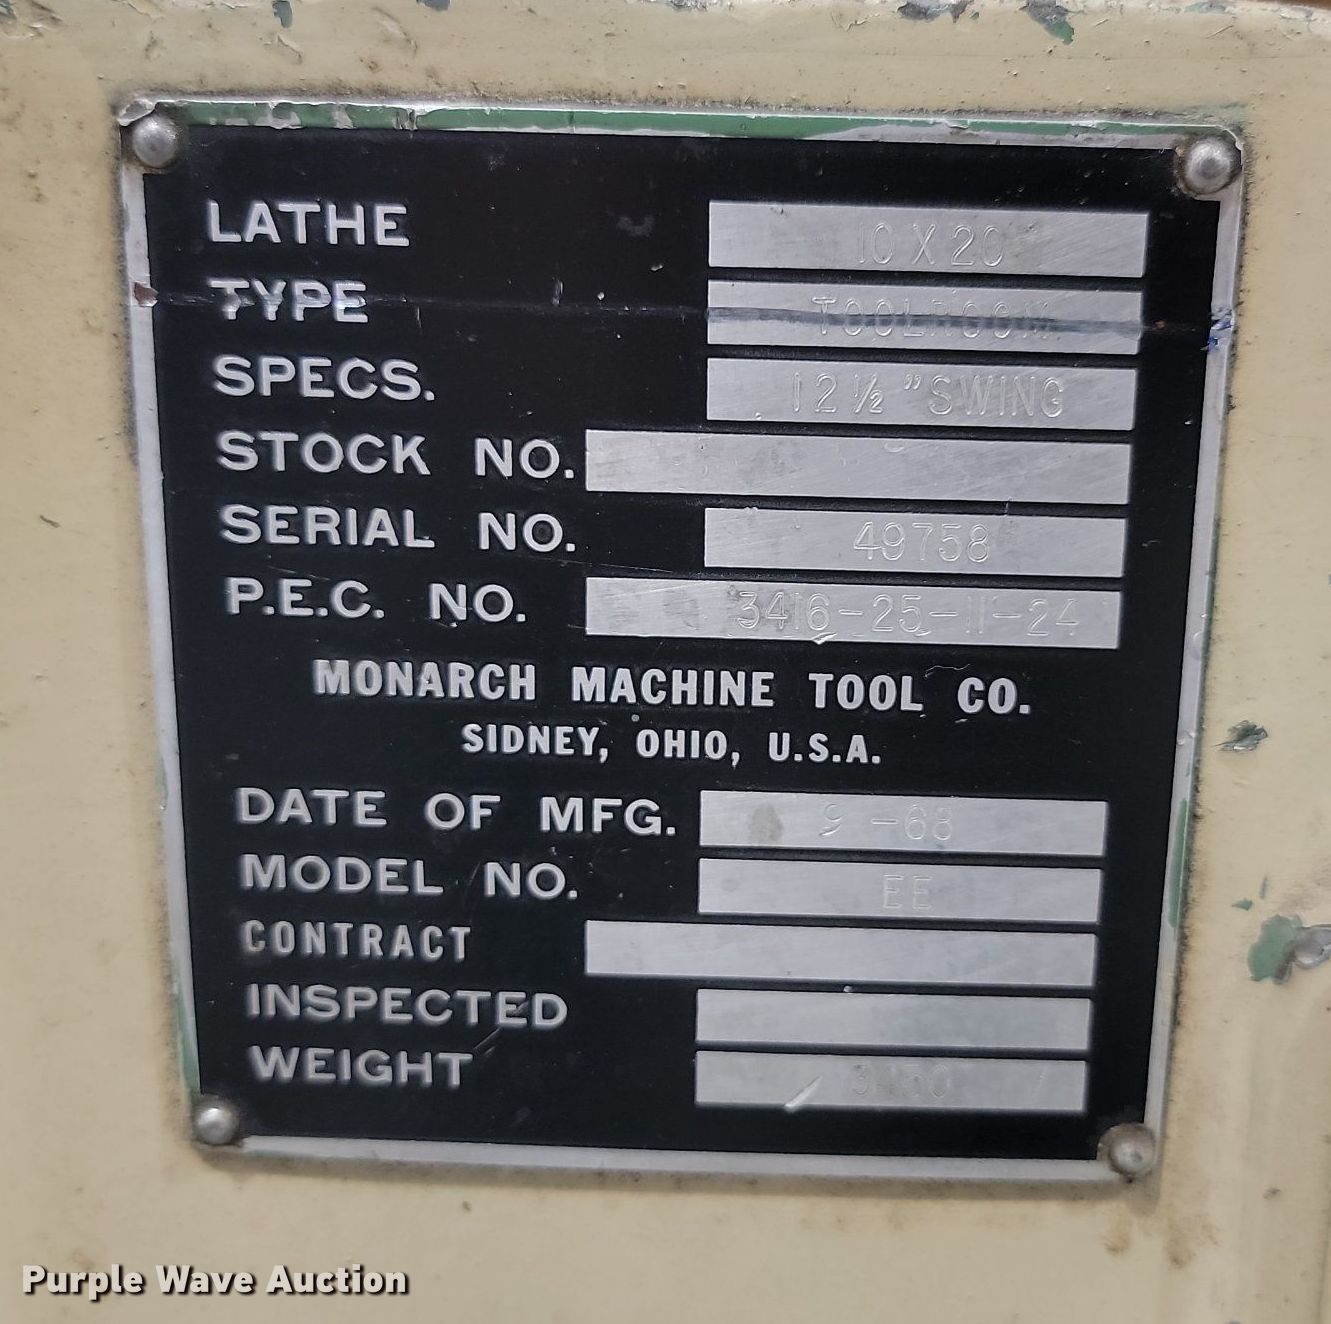 LATHE 10 X 20
TYPE TOOLROOM
SPECS. 12 ½ "SWING
STOCK NO.
SERIAL NO. 49758
P.E.C. NO. 3416-25-11-24
MONARCH MACHINE TOOL CO.
SIDNEY, OHIO, U.S.A.
DATE OF MFG. 9-68
MODEL NO. EE
CONTRACT
INSPECTED
WEIGHT
Purple Wave Auction